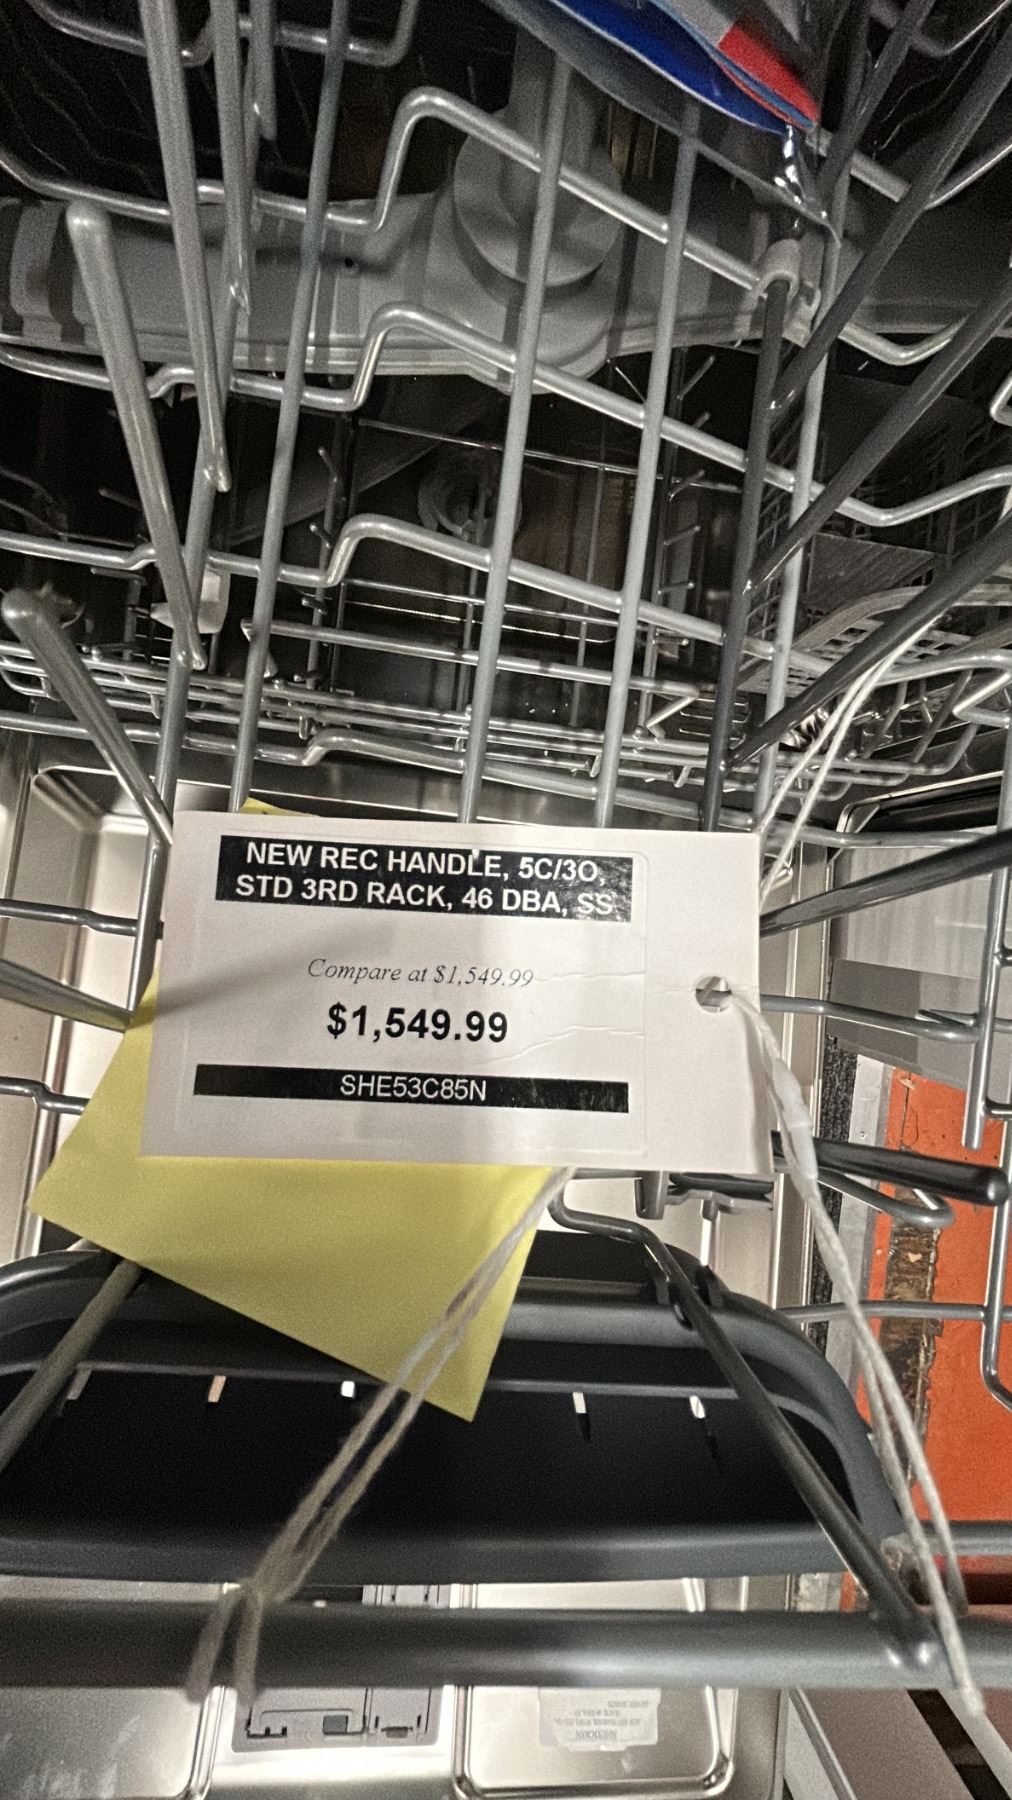 NEW REC HANDLE, 5C/3O,
STD 3RD RACK, 46 DBA, SS
Compare at $1,549.99
$1,549.99
SHE53C85N